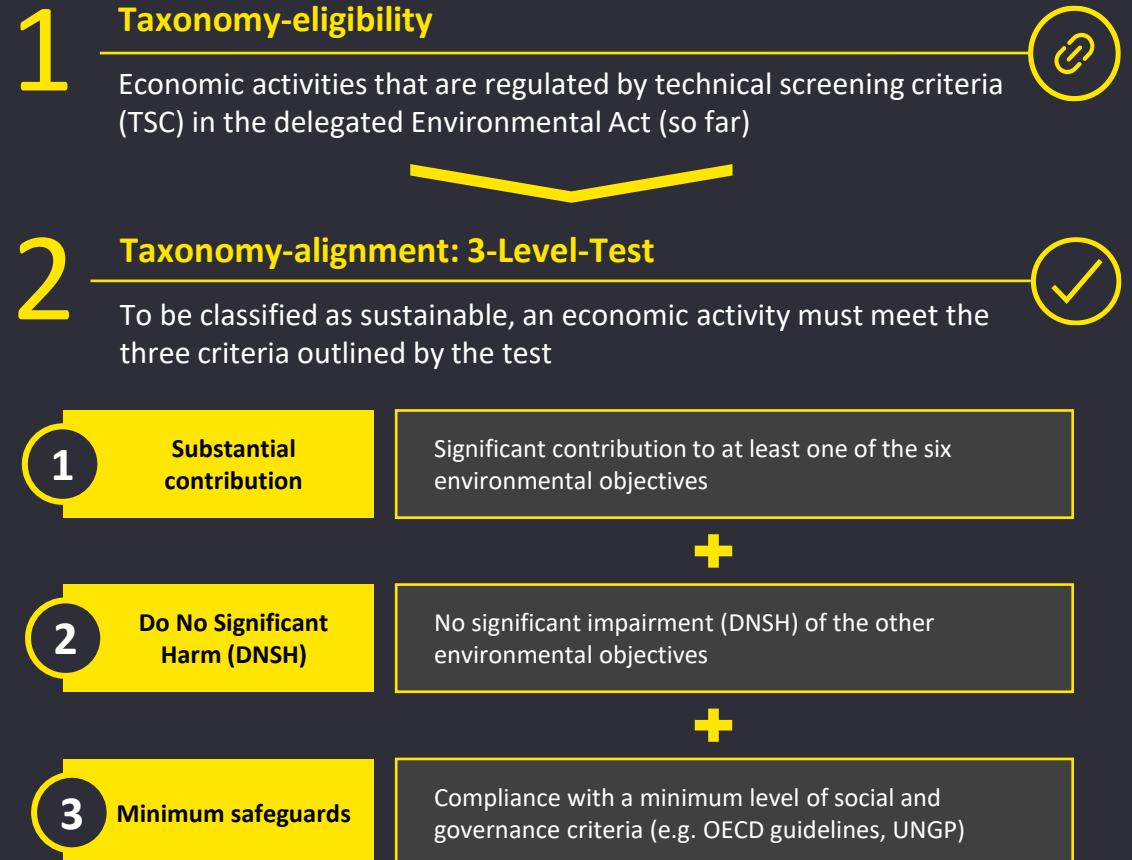 1
Taxonomy-eligibility
Economic activities that are regulated by technical screening criteria
(TSC) in the delegated Environmental Act (so far)
2
Taxonomy-alignment: 3-Level-Test
To be classified as sustainable, an economic activity must meet the
three criteria outlined by the test
1
Substantial
contribution
Significant contribution to at least one of the six
environmental objectives
2
Do No Significant
Harm (DNSH)
No significant impairment (DNSH) of the other
environmental objectives
3
Minimum safeguards
Compliance with a minimum level of social and
governance criteria (e.g. OECD guidelines, UNGP)